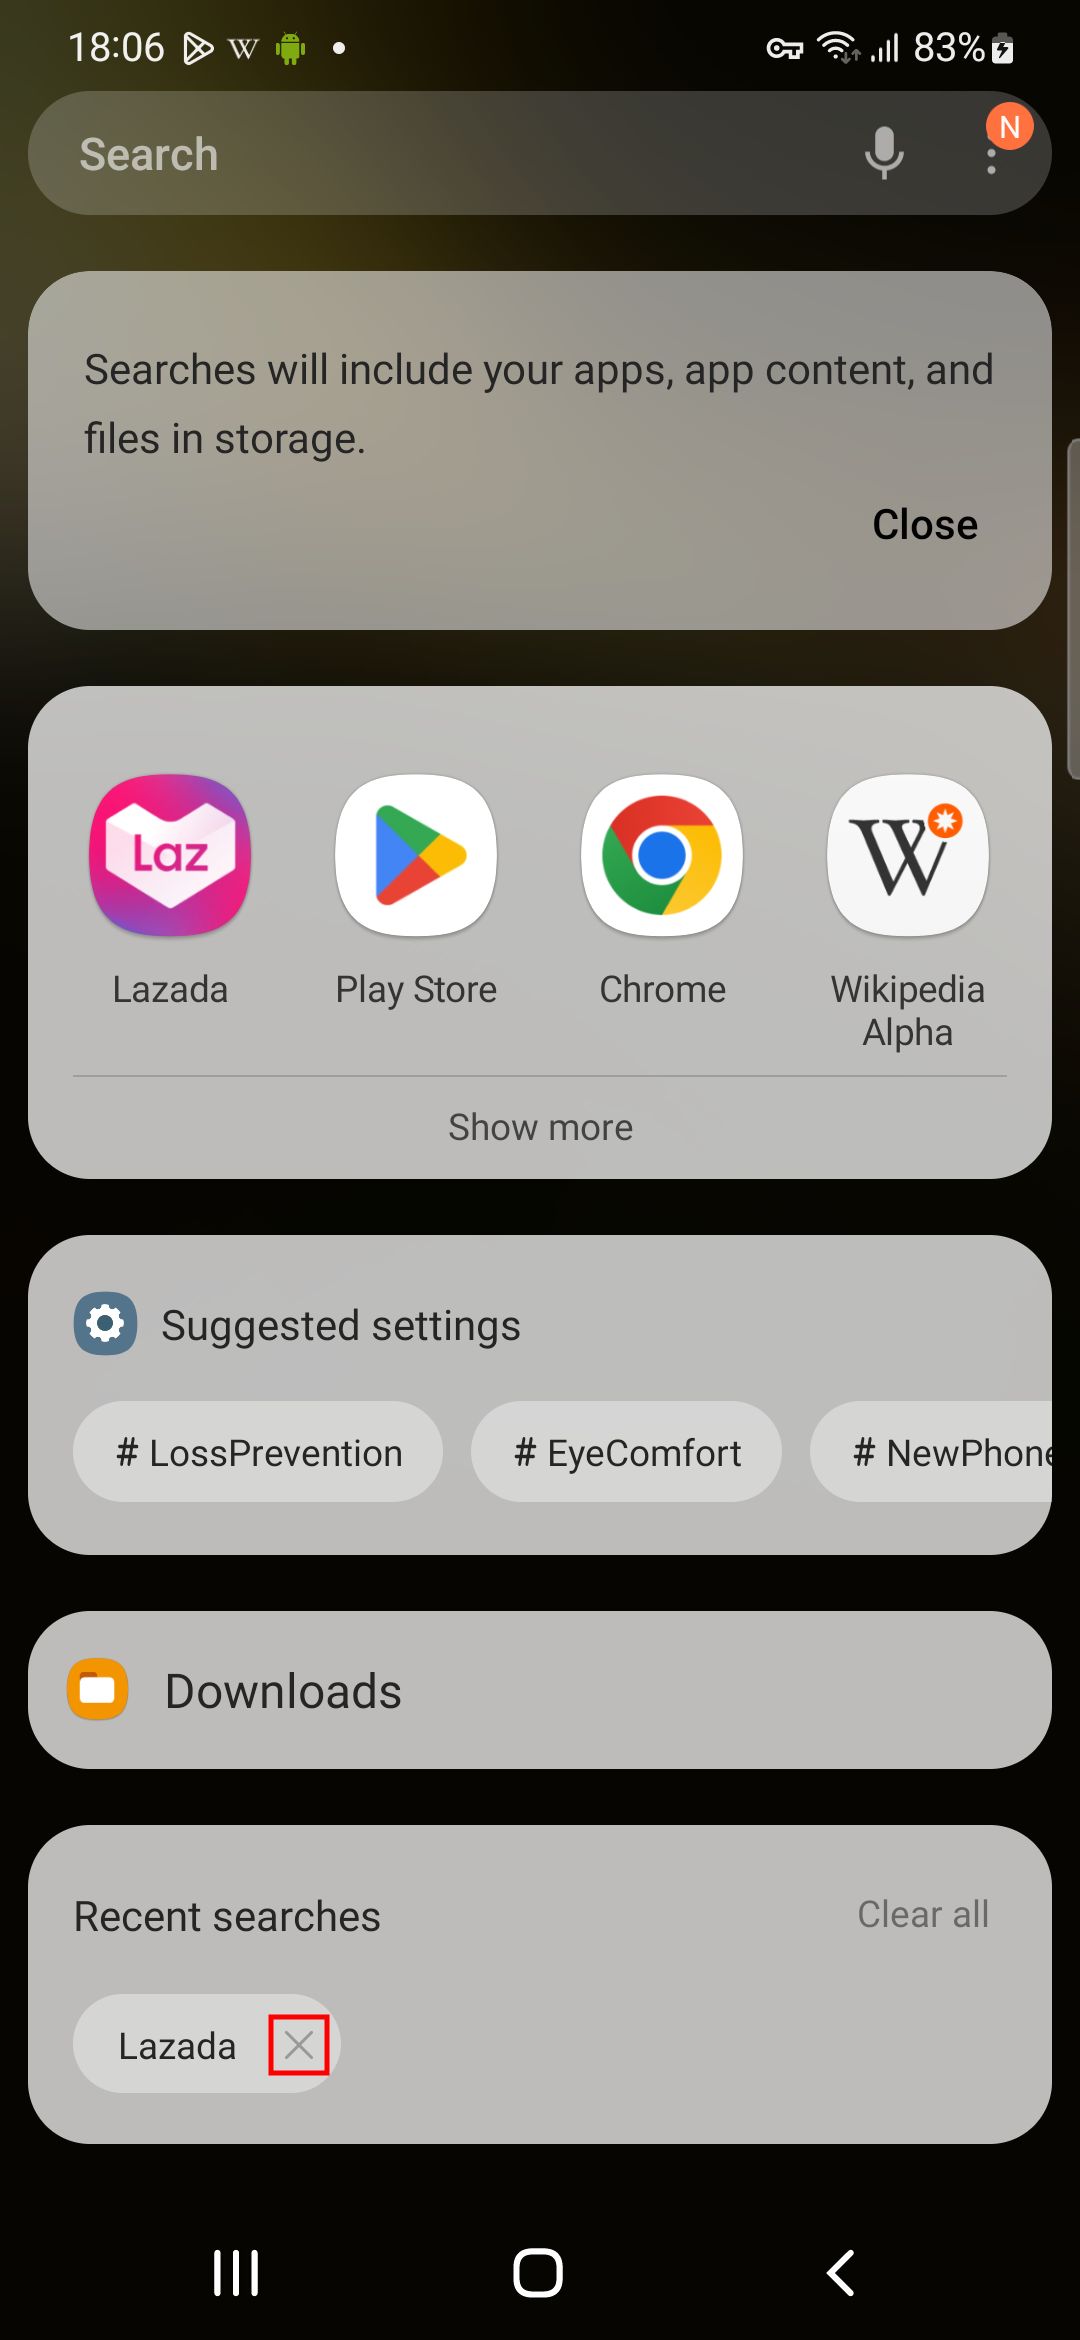 18:06 W 83%
Search
N
Searches will include your apps, app content, and
files in storage.
Close
Laz
W
Lazada
Play Store
Chrome
Wikipedia
Alpha
Show more
Suggested settings
# LossPrevention
# EyeComfort
# NewPhone
Downloads
Recent searches
Clear all
Lazada